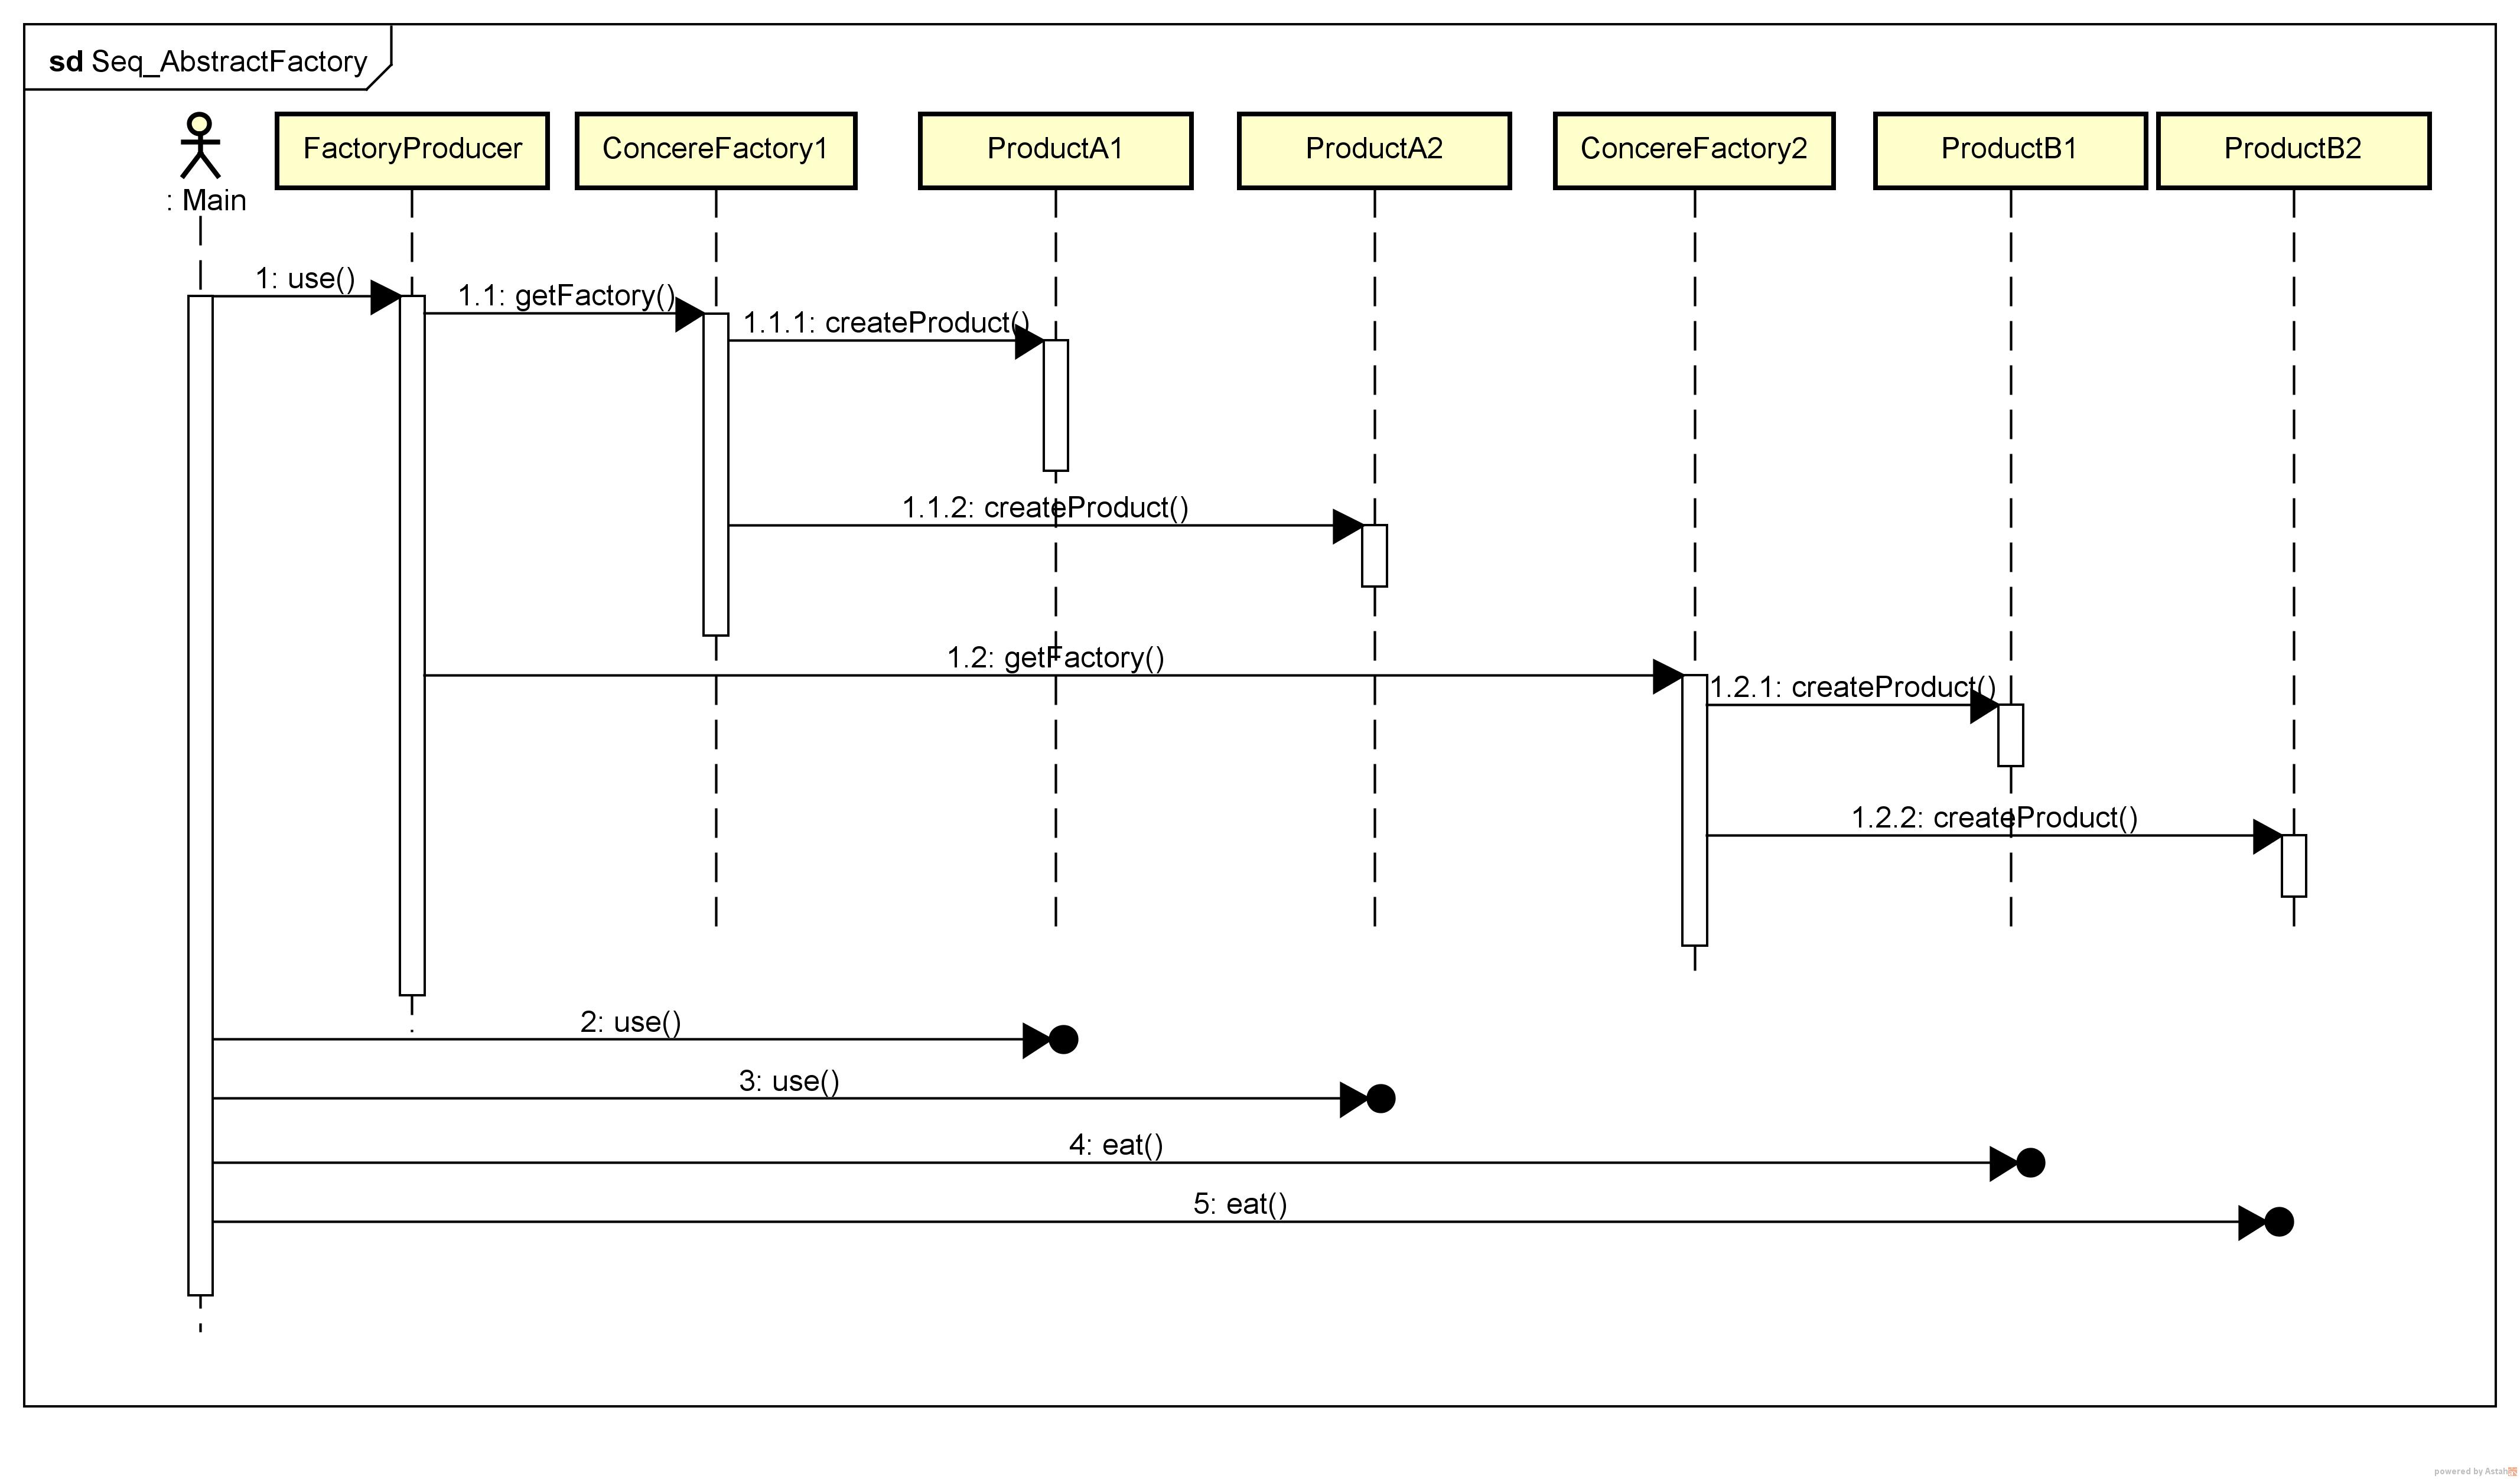 sd Seq_AbstractFactory
: Main
FactoryProducer
ConcereFactory1
ProductA1
ProductA2
ConcereFactory2
ProductB1
ProductB2
1: use()
1.1: getFactory()
1.1.1: createProduct()
1.1.2: createProduct()
1.2: getFactory()
1.2.1: createProduct()
1.2.2: createProduct()
2: use()
3: use()
4: eat()
5: eat()
powered by Astah